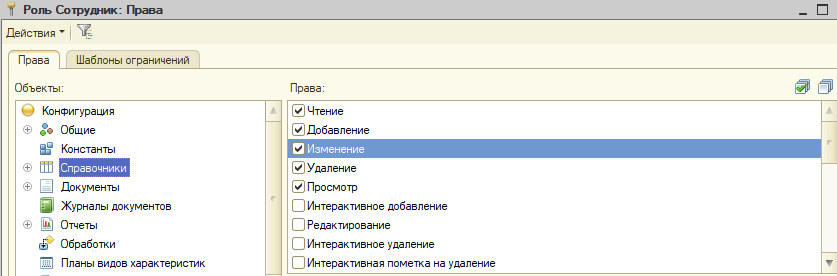 Роль Сотрудник: Права
Действия
Права
Шаблоны ограничений
Объекты:
Конфигурация
Общие
Константы
Справочники
Документы
Журналы документов
Отчеты
Обработки
Планы видов характеристик
Права:
Чтение
Добавление
Изменение
Удаление
Просмотр
Интерактивное добавление
Редактирование
Интерактивное удаление
Интерактивная пометка на удаление